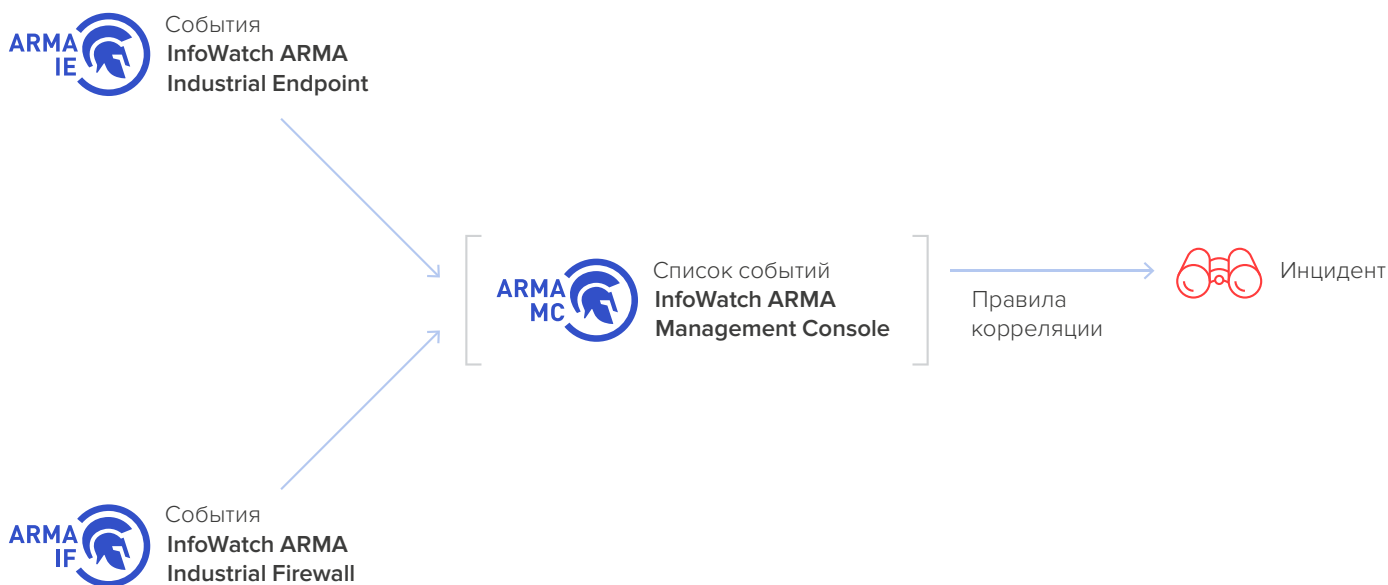 ARMA
IE
События
InfoWatch ARMA
Industrial Endpoint
ARMA
MC
Список событий
InfoWatch ARMA
Management Console
Правила
корреляции
Инцидент
ARMA
IF
События
InfoWatch ARMA
Industrial Firewall